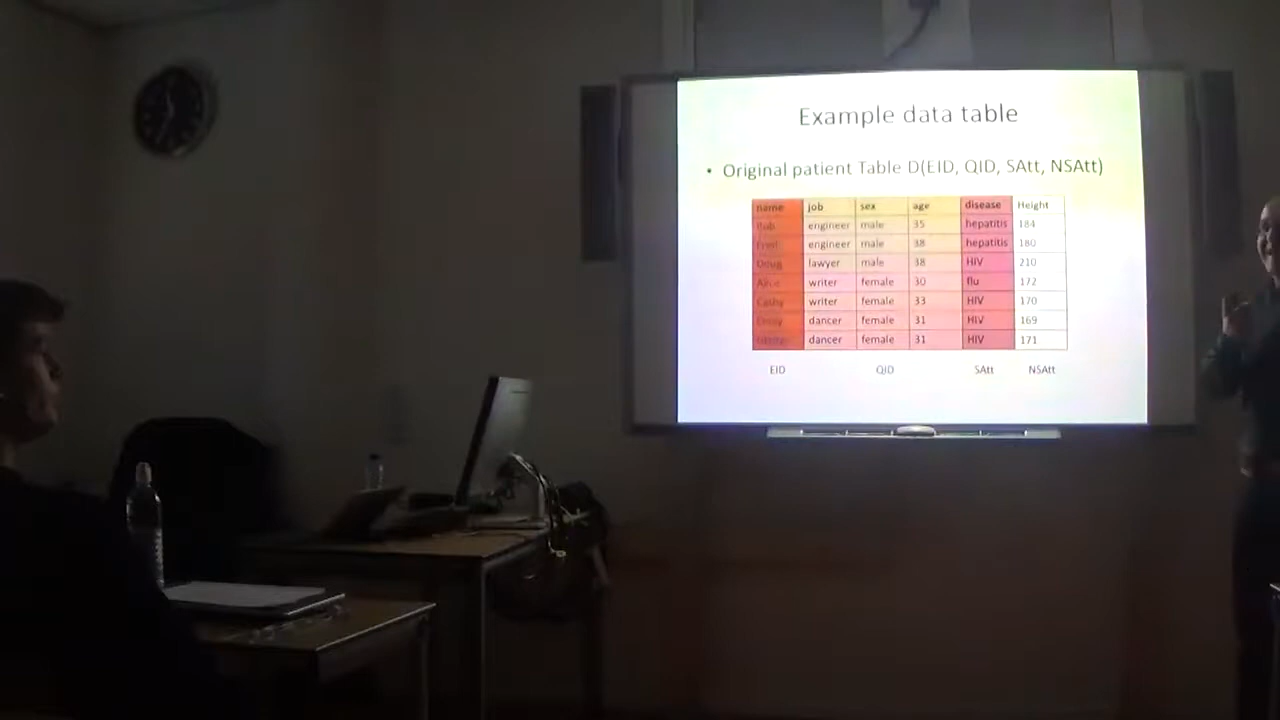 Example data table
• Original patient Table D(EID, QID, SAtt, NSAtt)
name job sex age disease Height
Bob engineer male 35 hepatitis 184
Fred engineer male 38 hepatitis 180
Doug lawyer male 38 HIV 210
Alice writer female 30 flu 172
Cathy writer female 33 HIV 170
dancer female 31 HIV 169
dancer female 31 HIV 171
EID QID SAtt NSAtt